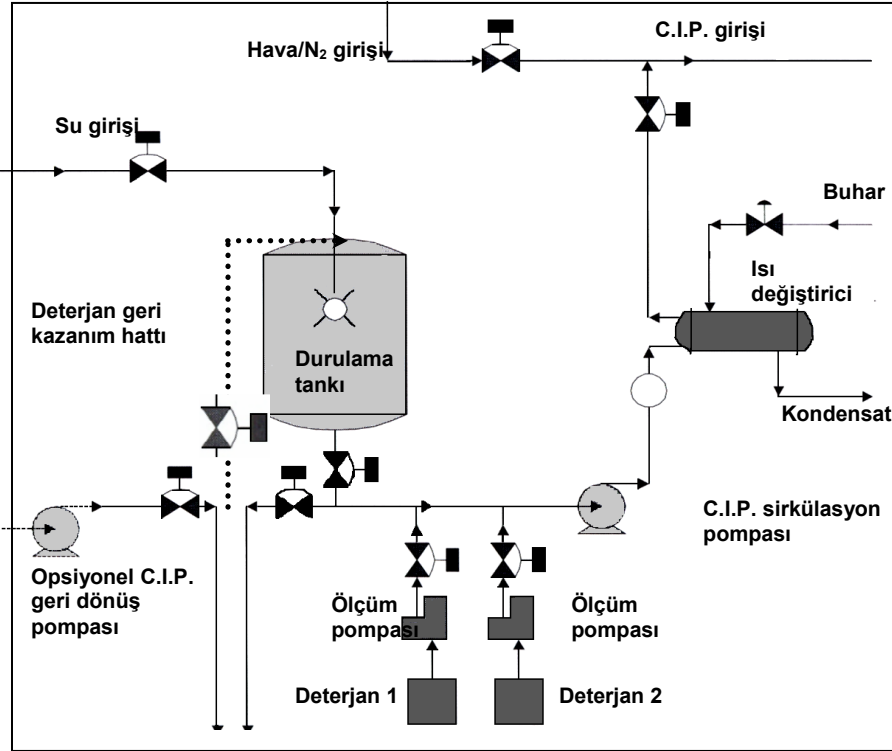 C.I.P. girişi
Hava/N₂ girişi
Su girişi
Buhar
Isı
değiştirici
Deterjan geri
kazanım hattı
Durulama
tankı
Kondensat
C.I.P. sirkülasyon
pompası
Opsiyonel C.I.P.
geri dönüş
pompası
Ölçüm
pompası
Ölçüm
pompası
Deterjan 1
Deterjan 2